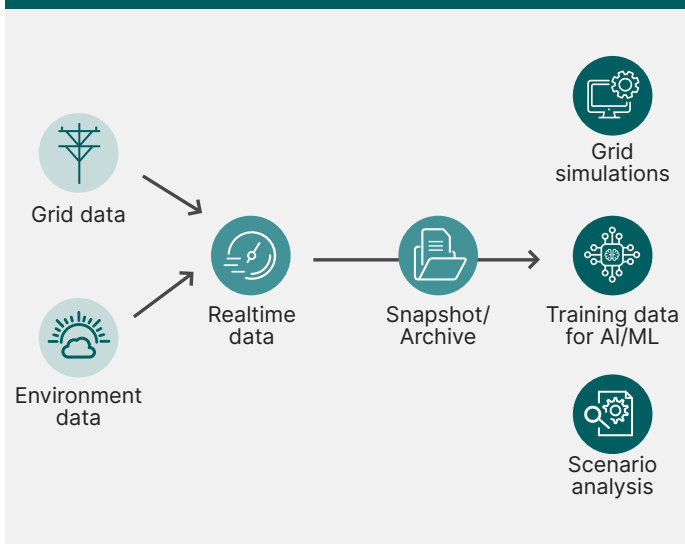 Grid data
Environment
data
Realtime
data
Snapshot/
Archive
Grid
simulations
Training data
for AI/ML
Scenario
analysis